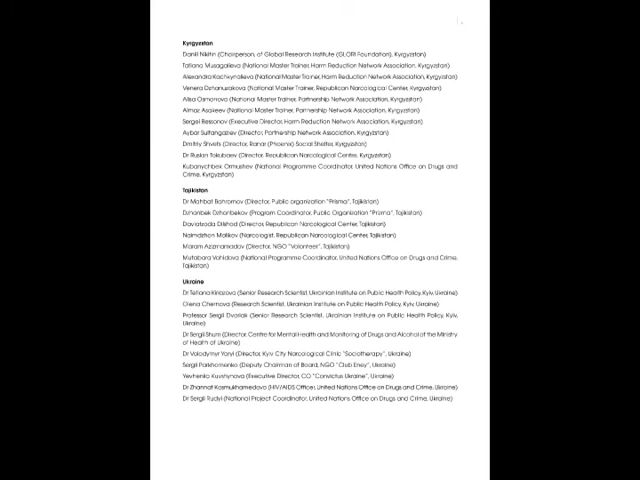 Kyrgyzstan
Danil Nikitin (Chairperson, of Global Research Institute (GLORI Foundation), Kyrgyzstan)
Tatiana Musagalieva (National Master Trainer, Harm Reduction Network Association, Kyrgyzstan)
Alexandra Kachkynalieva (National Master Trainer, Harm Reduction Network Association, Kyrgyzstan)
Venera Dzhanurakova (National Master Trainer, Republican Narcological Center, Kyrgyzstan)
Alisa Osmonova (National Master Trainer, Partnership Network Association, Kyrgyzstan)
Almaz Asakeev (National Master Trainer, Partnership Network Association, Kyrgyzstan)
Sergei Bessonov (Executive Director, Harm Reduction Network Association, Kyrgyzstan)
Aybar Sultangaziev (Director, Partnership Network Association, Kyrgyzstan)
Dmitriy Shvets (Director, Ranar (Phoenix) Social Shelter, Kyrgyzstan)
Dr Ruslan Tokubaev (Director, Republican Narcological Center, Kyrgyzstan)
Kubanychbek Ormushev (National Programme Coordinator, United Nations Office on Drugs and
Crime, Kyrgyzstan)
Tajikistan
Dr Mahbat Bahromov (Director, Public organization "Prisma", Tajikistan)
Dzhonbek Dzhonbekov (Program Coordinator, Public Organization "Prizma", Tajikistan)
Davlatzoda Dilshod (Director, Republican Narcological Center, Tajikistan)
Naimdzhon Malikov (Narcologist, Republican Narcological Center, Tajikistan)
Maram Azizmamadov (Director, NGO "Volunteer", Tajikistan)
Mutabara Vohidova (National Programme Coordinator, United Nations Office on Drugs and Crime,
Tajikistan)
Ukraine
Dr Tetiana Kiriazova (Senior Research Scientist, Ukrainian Institute on Public Health Policy, Kyiv, Ukraine)
Olena Chernova (Research Scientist, Ukrainian Institute on Public Health Policy, Kyiv, Ukraine)
Professor Sergii Dvoriak (Senior Research Scientist, Ukrainian Institute on Public Health Policy, Kyiv,
Ukraine)
Dr Sergii Shum (Director, Centre for Mental Health and Monitoring of Drugs and Alcohol of the Ministry
of Health of Ukraine)
Dr Volodymyr Yaryi (Director, Kyiv City Narcological Clinic "Sociotherapy", Ukraine)
Sergii Parkhomenko (Deputy Chairman of Board, NGO "Club Eney", Ukraine)
Yevheniia Kuvshynova (Executive Director, CO "Convictus Ukraine", Ukraine)
Dr Zhannat Kosmukhamedova (HIV/AIDS Officer, United Nations Office on Drugs and Crime, Ukraine)
Dr Sergii Rudyi (National Project Coordinator, United Nations Office on Drugs and Crime, Ukraine)